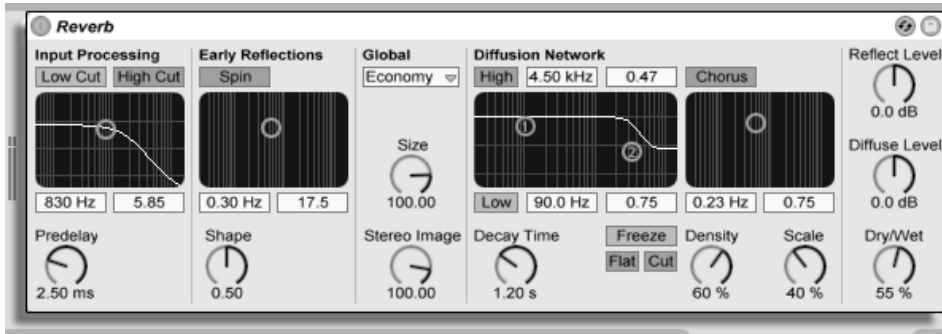 Reverb
Input Processing
Low Cut High Cut
830 Hz 5.85
Predelay
2.50 ms
Early Reflections
Spin
0.30 Hz 17.5
Shape
0.50
Global
Economy
Size
100.00
Stereo Image
100.00
Diffusion Network
High 4.50 kHz 0.47 Chorus
1
2
Low 90.0 Hz 0.75 0.23 Hz 0.75
Decay Time
1.20 s
Freeze
Flat Cut
Density
60 %
Scale
40 %
Reflect Level
0.0 dB
Diffuse Level
0.0 dB
Dry/Wet
55 %